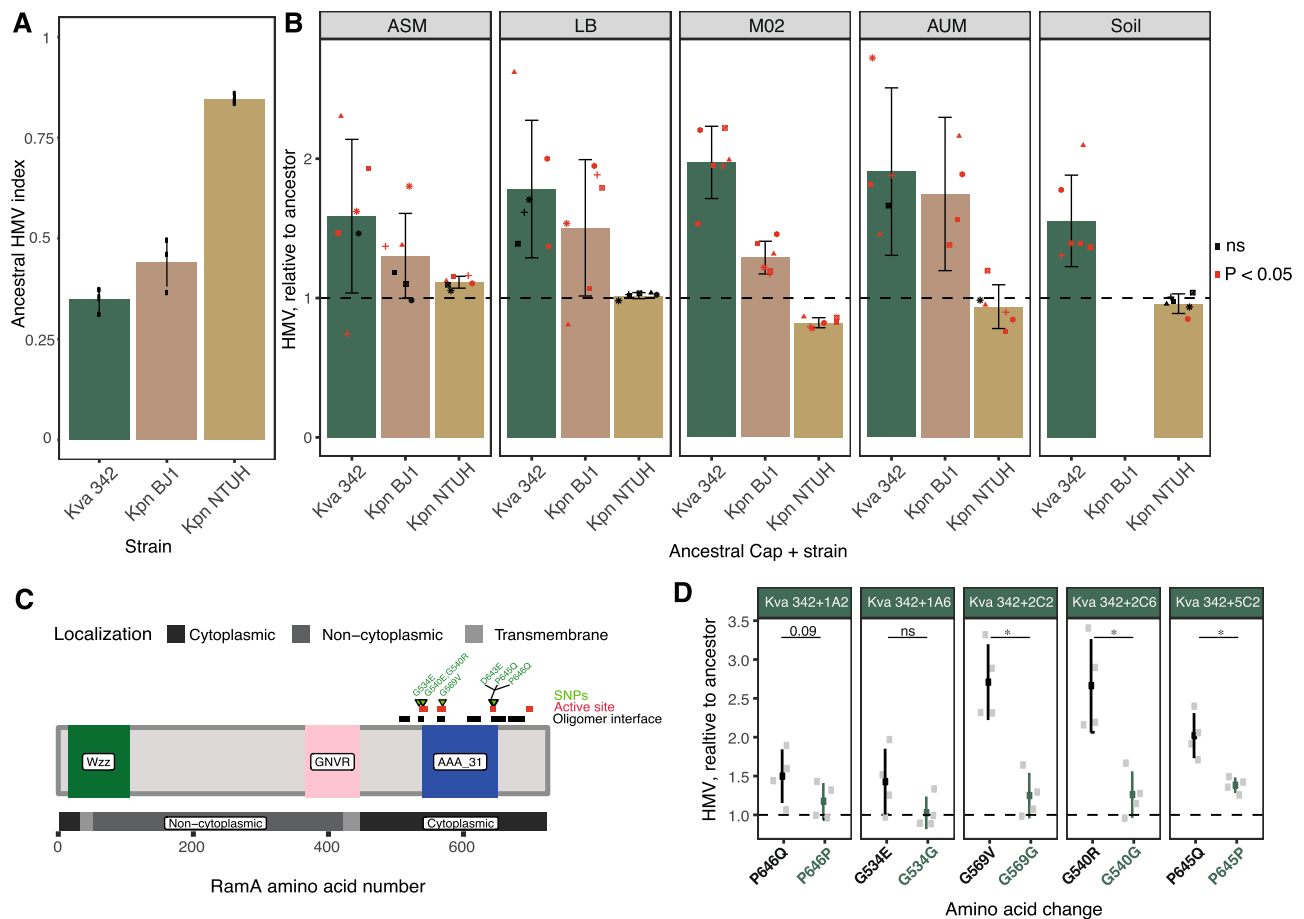 A
Ancestral HMV index
1
0.75
0.5
0.25
0
Kva 342
Kpn BJ1
Kpn NTUH
Strain
B
ASM
LB
M02
AUM
Soil
HMV, relative to ancestor
2
1
0
Kva 342
Kpn BJ1
Kpn NTUH
Kva 342
Kpn BJ1
Kpn NTUH
Kva 342
Kpn BJ1
Kpn NTUH
Kva 342
Kpn BJ1
Kpn NTUH
Kva 342
Kpn BJ1
Kpn NTUH
Ancestral Cap + strain
ns
P < 0.05
C
Localization
Cytoplasmic
Non−cytoplasmic
Transmembrane
G534E
G540E,G540R
G569V
D643E
P645Q
P646Q
SNPs
Active site
Oligomer interface
Wzz
GNVR
AAA_31
Non−cytoplasmic
Cytoplasmic
0
200
400
600
RamA amino acid number
D
Kva 342+1A2
Kva 342+1A6
Kva 342+2C2
Kva 342+2C6
Kva 342+5C2
HMV, realtive to ancestor
3.5
3.0
2.5
2.0
1.5
1.0
0.09
ns
*
*
*
P646Q
P646P
G534E
G534G
G569V
G569G
G540R
G540G
P645Q
P645P
Amino acid change